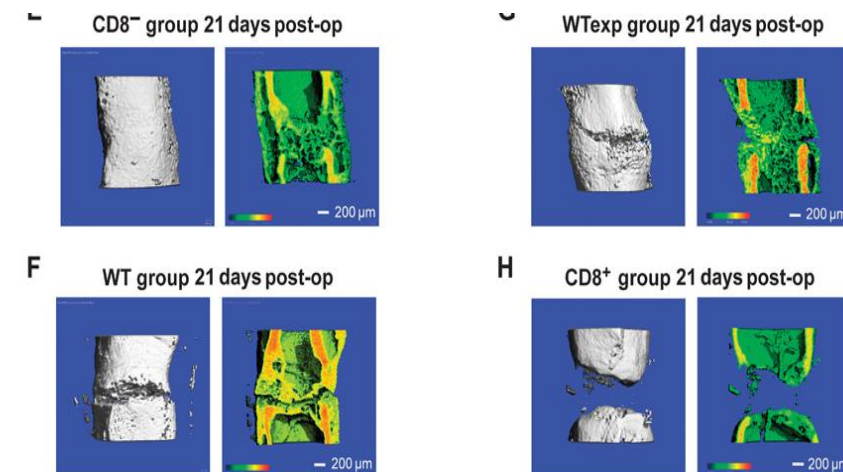 CD8⁻ group 21 days post-op
200 µm
WTexp group 21 days post-op
200 µm
F
WT group 21 days post-op
200 µm
H
CD8⁺ group 21 days post-op
200 µm